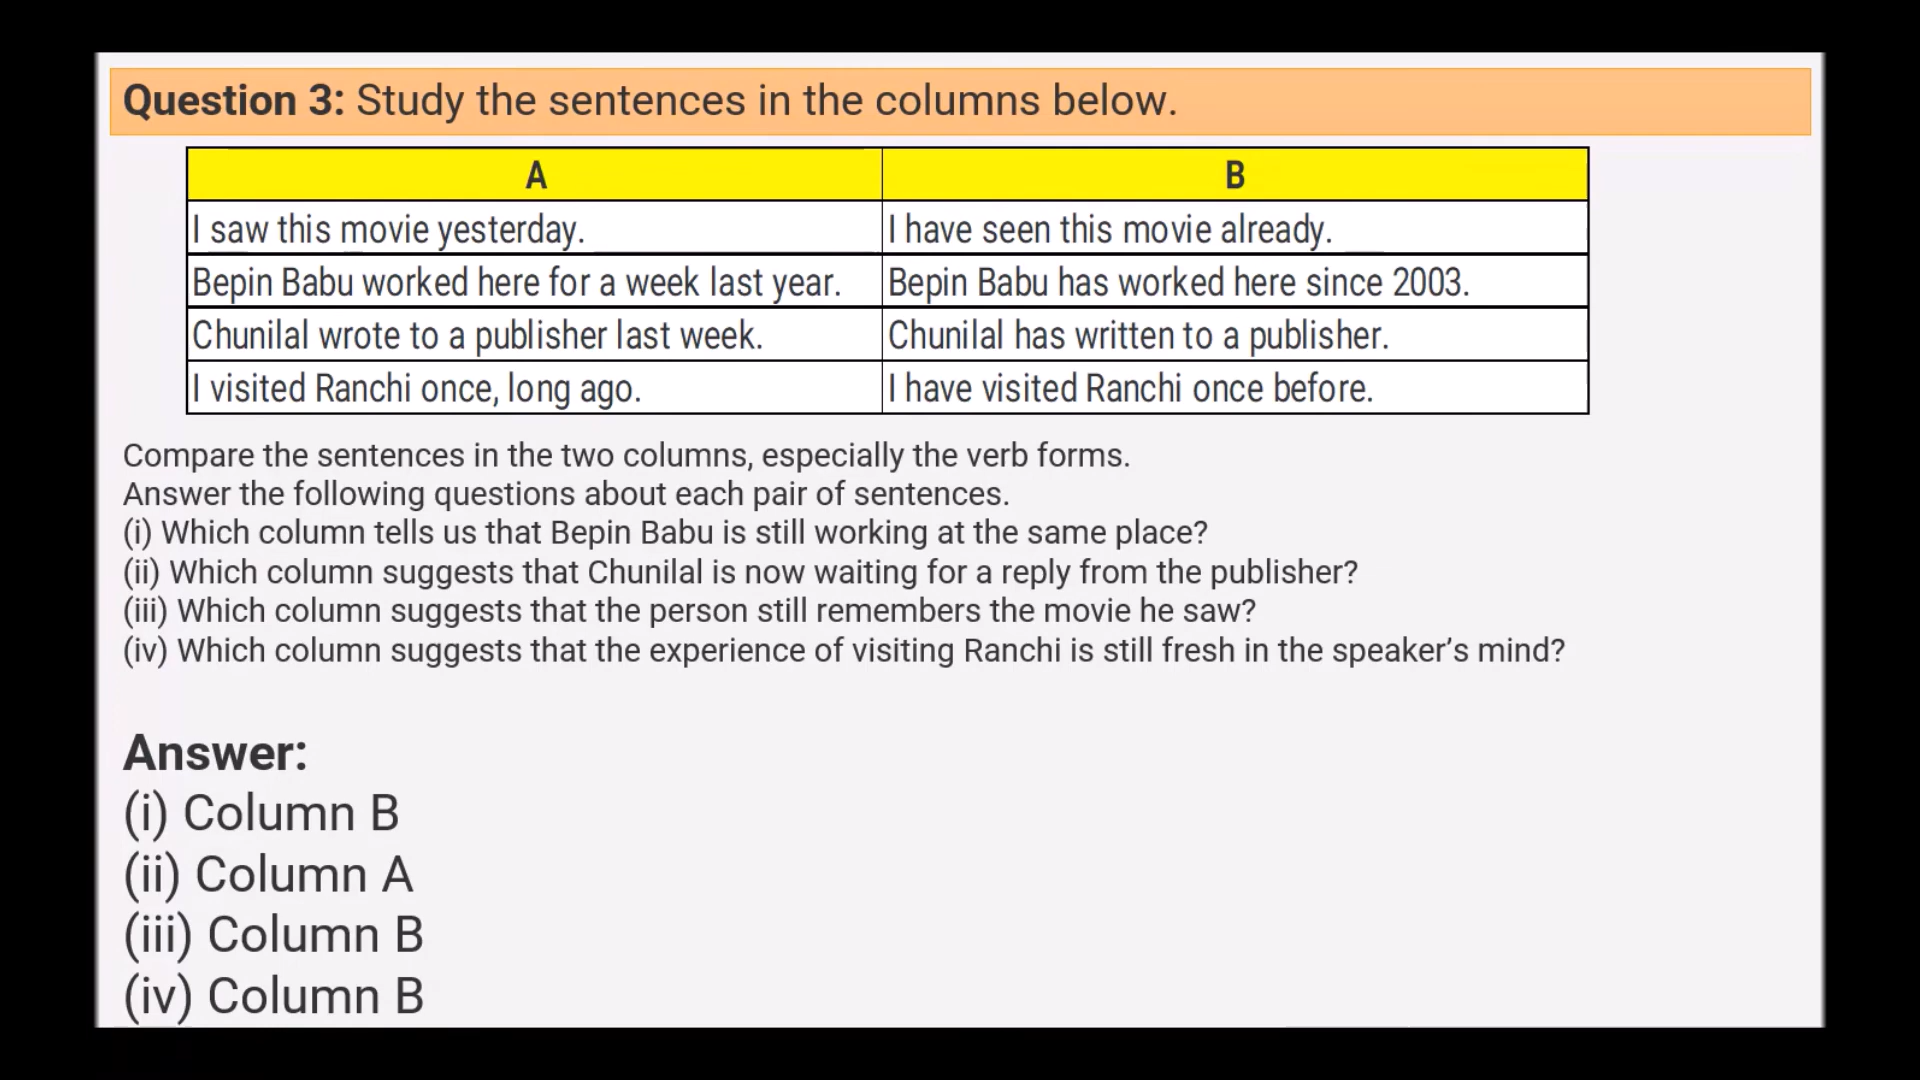 Question 3: Study the sentences in the columns below.
A B
I saw this movie yesterday. I have seen this movie already.
Bepin Babu worked here for a week last year. Bepin Babu has worked here since 2003.
Chunilal wrote to a publisher last week. Chunilal has written to a publisher.
I visited Ranchi once, long ago. I have visited Ranchi once before.
Compare the sentences in the two columns, especially the verb forms.
Answer the following questions about each pair of sentences.
(i) Which column tells us that Bepin Babu is still working at the same place?
(ii) Which column suggests that Chunilal is now waiting for a reply from the publisher?
(iii) Which column suggests that the person still remembers the movie he saw?
(iv) Which column suggests that the experience of visiting Ranchi is still fresh in the speaker’s mind?
Answer:
(i) Column B
(ii) Column A
(iii) Column B
(iv) Column B